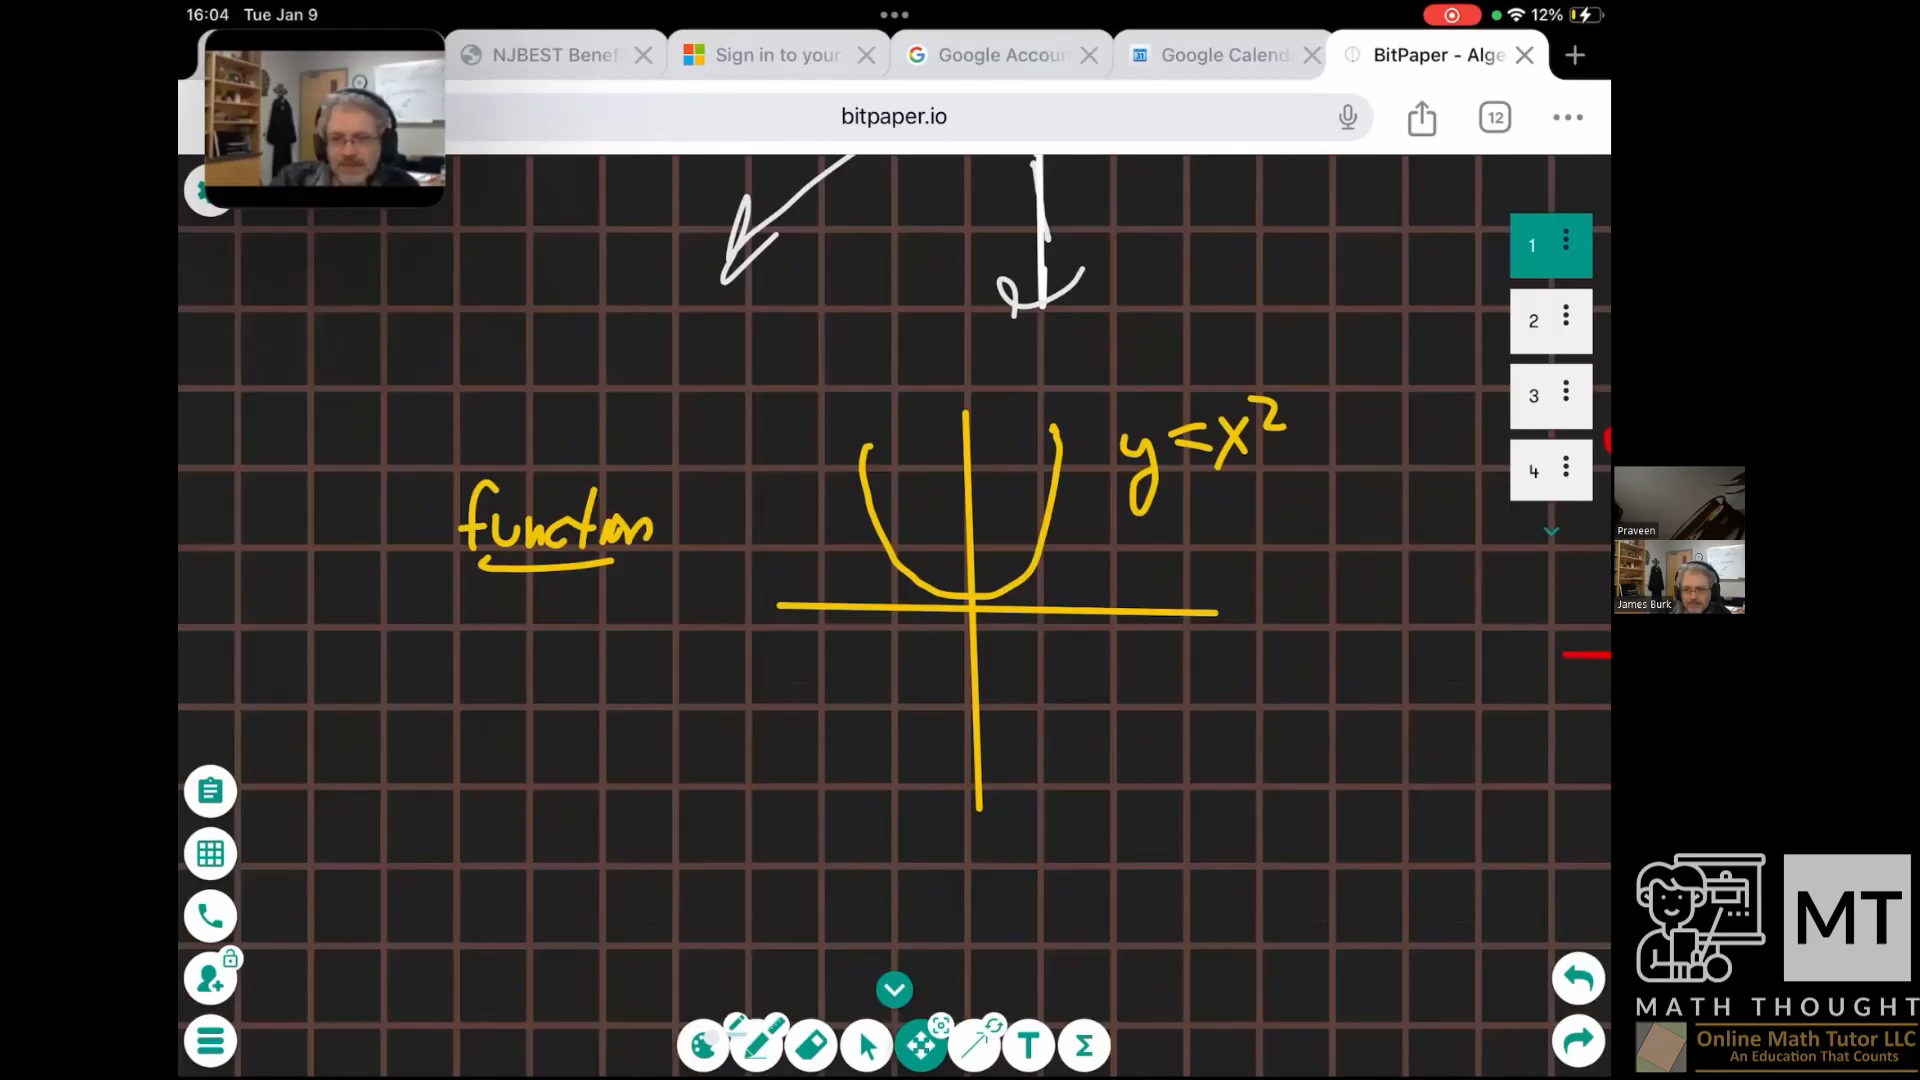 16:04 Tue Jan 9
12%
NJBEST Benef
Sign in to your
Google Accoun
Google Calend
BitPaper - Alge
bitpaper.io
12
1
2
3
4
y=x²
function
Praveen
James Burk
MT
MATH THOUGHT
Online Math Tutor LLC
An Education That Counts